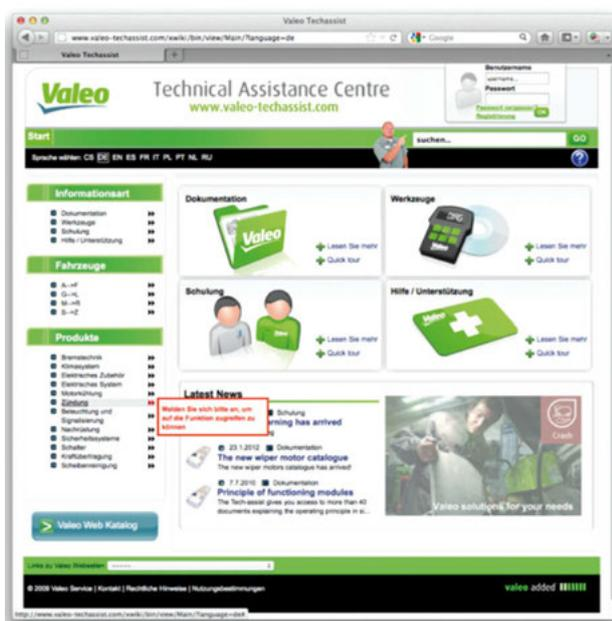 Valeo Techassist
www.valeo-techassist.com/xwiki/bin/view/Main/?language=de
Google
Valeo Techassist
Valeo
Technical Assistance Centre
www.valeo-techassist.com
Benutzername
username...
Passwort
Passwort vergessen?
Registrierung
OK
Start
suchen...
GO
Sprache wählen: CS DE EN ES FR IT PL PT NL RU
Informationsart
Dokumentation
Werkzeuge
Schulung
Hilfe / Unterstützung
Fahrzeuge
A-->F
G-->L
M-->R
S-->Z
Produkte
Bremstechnik
Klimasystem
Elektrisches Zubehör
Elektrisches System
Motorkühlung
Zündung
Beleuchtung und
Signalisierung
Nachrüstung
Sicherheitssysteme
Schalter
Kraftübertragung
Scheibenreinigung
Valeo Web Katalog
Dokumentation
Valeo
Lesen Sie mehr
Quick tour
Werkzeuge
Lesen Sie mehr
Quick tour
Schulung
Lesen Sie mehr
Quick tour
Hilfe / Unterstützung
Lesen Sie mehr
Quick tour
Latest News
Melden Sie sich bitte an, um
auf die Funktion zugreifen zu
können
Schulung
rning has arrived
23.1.2012 Dokumentation
The new wiper motor catalogue
The new wiper motors catalogue has arrived!
7.7.2010 Dokumentation
Principle of functioning modules
The Tech-assist gives you access to more than 40
documents explaining the operating principle in si...
Crash
Valeo solutions for your needs
Links zu Valeo Webseiten
© 2009 Valeo Service | Kontakt | Rechtliche Hinweise | Nutzungsbestimmungen
valeo added
http://www.valeo-techassist.com/xwiki/bin/view/Main/?language=de#